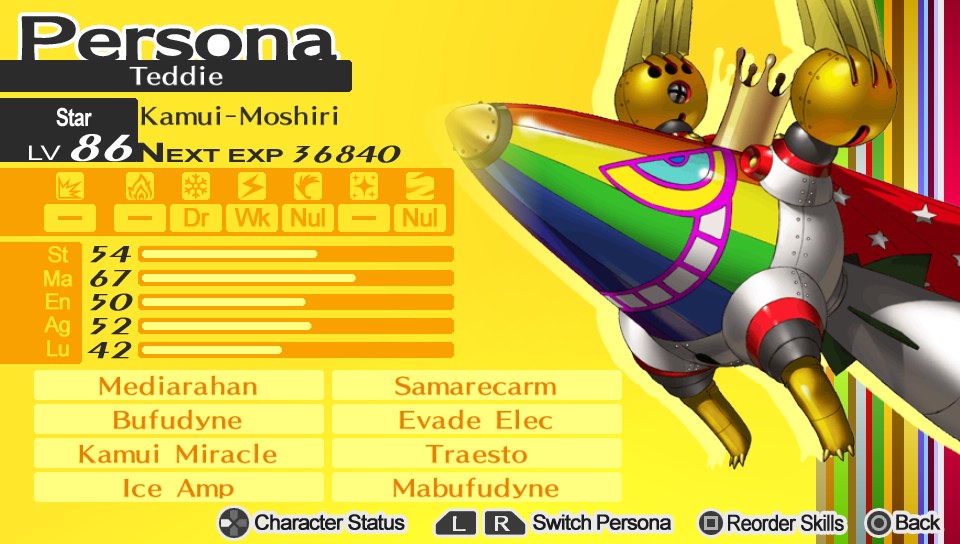 Persona
Teddie
Star Kamui-Moshiri
LV 86 NEXT EXP 36840
— — Dr Wk Nul — Nul
St 54
Ma 67
En 50
Ag 52
Lu 42
Mediarahan Samarecarm
Bufudyne Evade Elec
Kamui Miracle Traesto
Ice Amp Mabufudyne
Character Status L R Switch Persona Reorder Skills Back